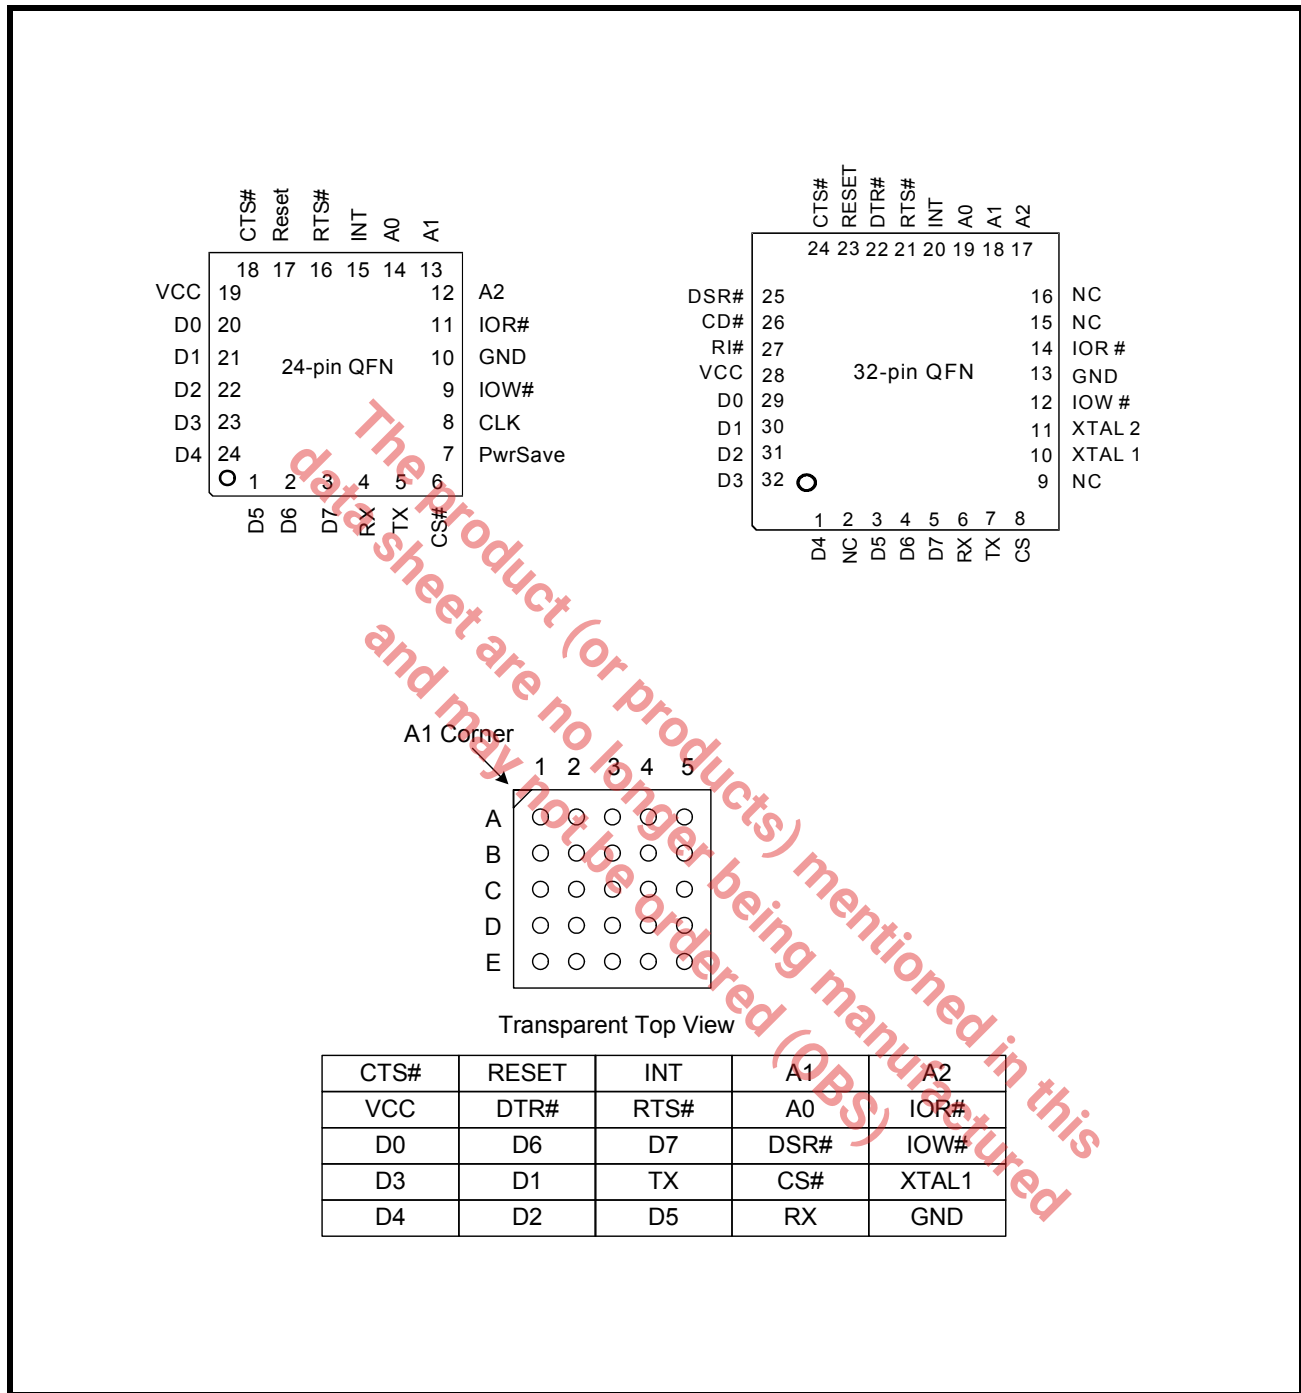 CTS# Reset RTS# INT A0 A1
18 17 16 15 14 13
VCC 19 12 A2
D0 20 11 IOR#
D1 21 10 GND
24-pin QFN
D2 22 9 IOW#
D3 23 8 CLK
D4 24 7 PwrSave
1 2 3 4 5 6
D5 D6 D7 RX TX CS#
CTS# RESET DTR# RTS# INT A0 A1 A2
24 23 22 21 20 19 18 17
DSR# 25 16 NC
CD# 26 15 NC
RI# 27 14 IOR #
VCC 28 13 GND
32-pin QFN
D0 29 12 IOW #
D1 30 11 XTAL 2
D2 31 10 XTAL 1
D3 32 9 NC
1 2 3 4 5 6 7 8
D4 NC D5 D6 D7 RX TX CS
The product (or products) mentioned in this
data sheet are no longer being manufactured
and may not be ordered (OBS)
A1 Corner
1 2 3 4 5
A
B
C
D
E
Transparent Top View
CTS# RESET INT A1 A2
VCC DTR# RTS# A0 IOR#
D0 D6 D7 DSR# IOW#
D3 D1 TX CS# XTAL1
D4 D2 D5 RX GND